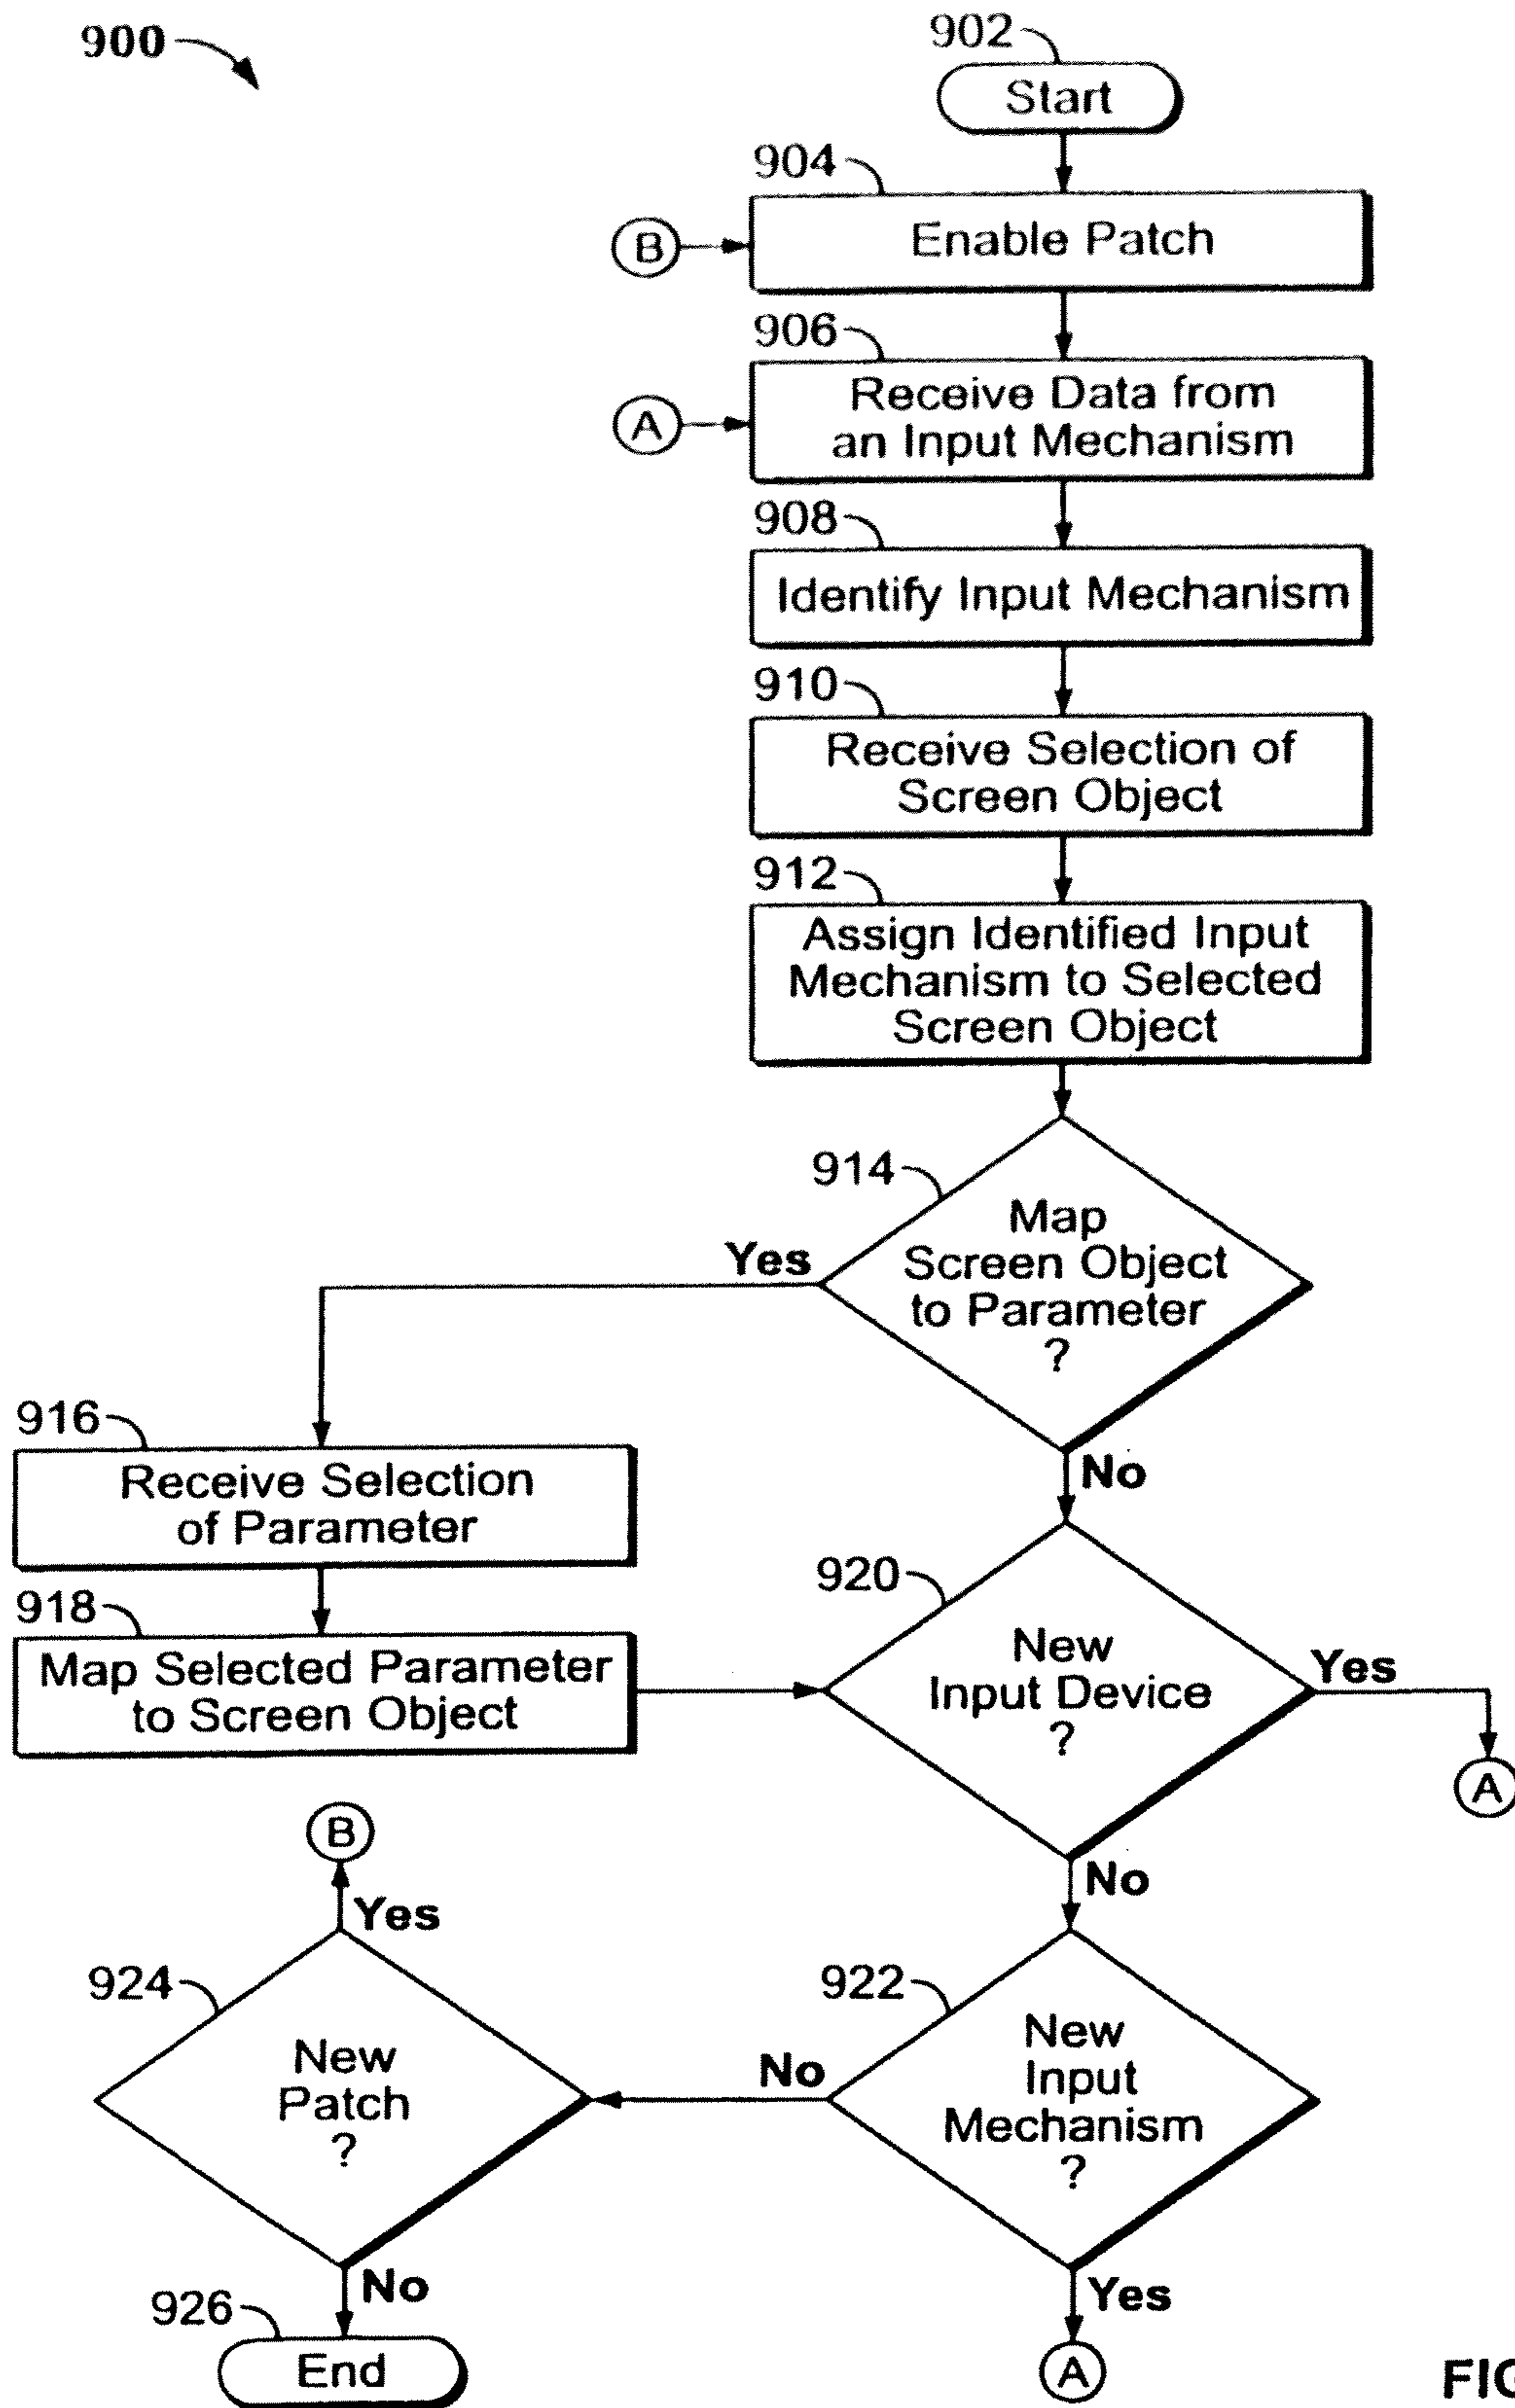 900
902
Start
904
B
Enable Patch
906
A
Receive Data from
an Input Mechanism
908
Identify Input Mechanism
910
Receive Selection of
Screen Object
912
Assign Identified Input
Mechanism to Selected
Screen Object
914
Map
Screen Object
to Parameter
?
Yes
No
916
Receive Selection
of Parameter
918
Map Selected Parameter
to Screen Object
920
New
Input Device
?
Yes
A
No
B
Yes
924
New
Patch
?
No
922
New
Input
Mechanism
?
No
926
End
Yes
A
FIG